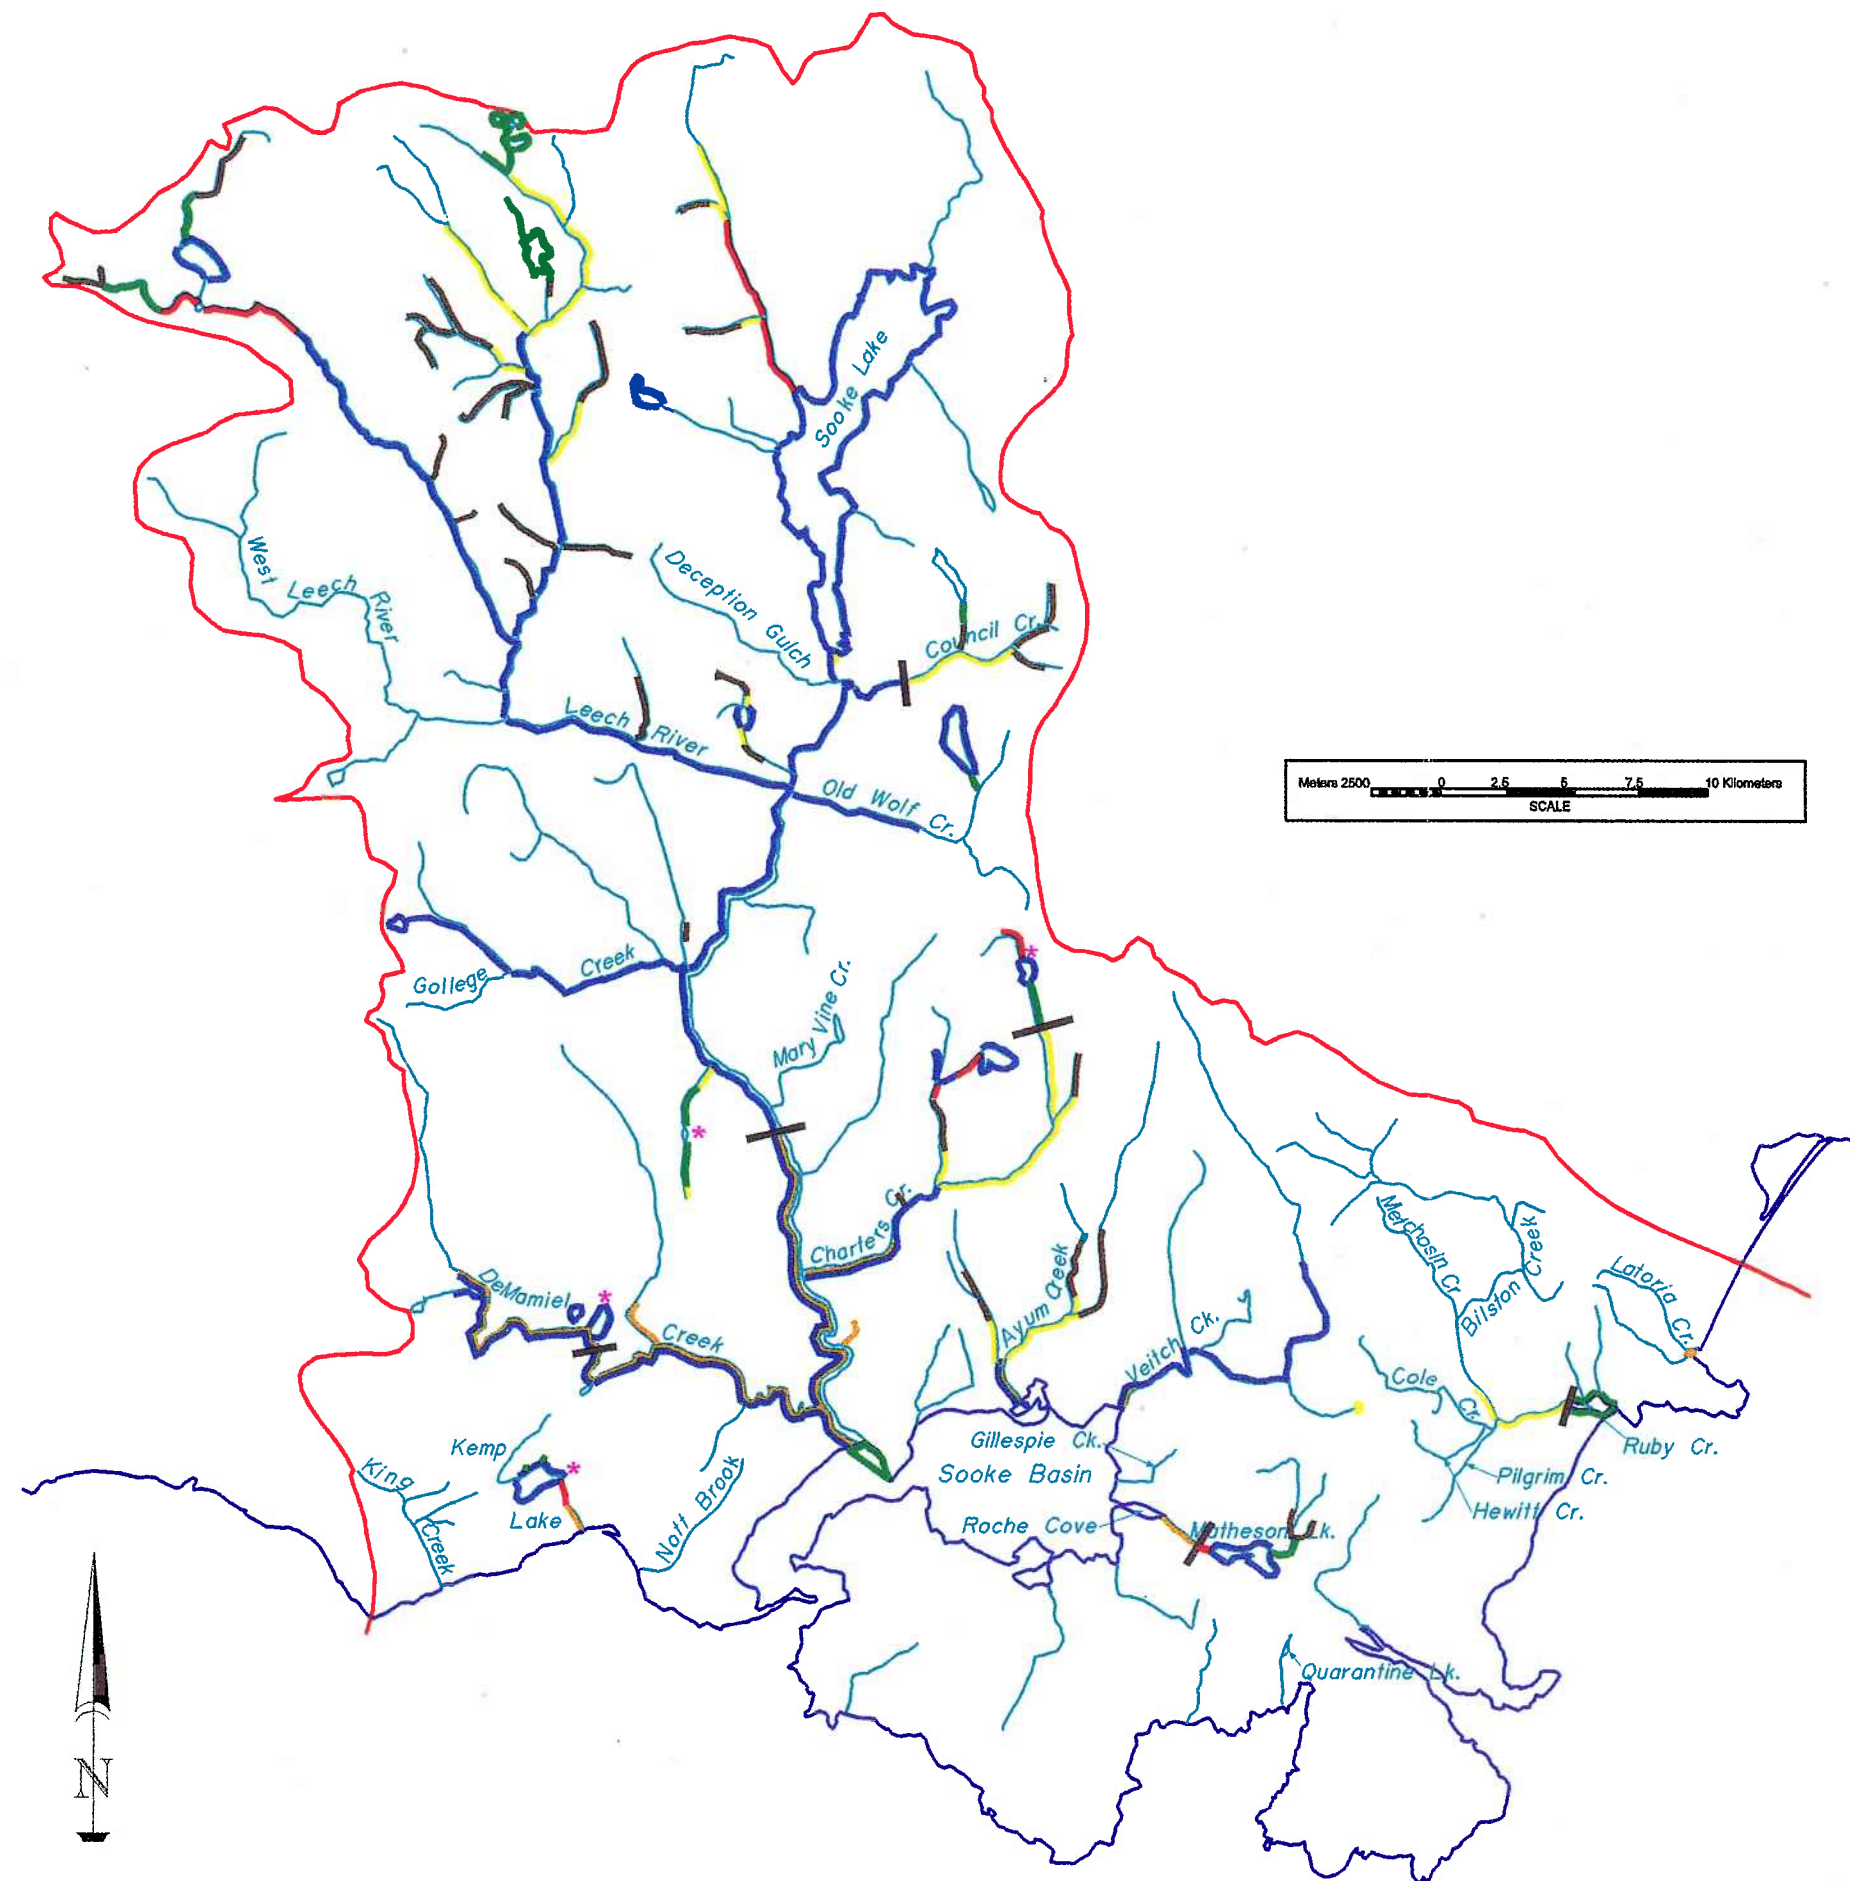 Sooke Lake
West Leech River
Deception Gulch
Council Cr.
Leech River
Old Wolf Cr.
Meters 2500 0 2.5 5 7.5 10 Kilometers
SCALE
Gollege Creek
Mary Vine Cr.
Charters Cr.
DeMamiel Creek
Ayum Creek
Veitch Ck.
Metchosin Cr
Bilston Creek
Latoria Cr.
Cole Cr.
Ruby Cr.
Pilgrim Cr.
Hewitt Cr.
Gillespie Ck.
Sooke Basin
Roche Cove
Matheson Lk.
Kemp
Lake
King
Creek
Nott Brook
Quarantine Lk.
N